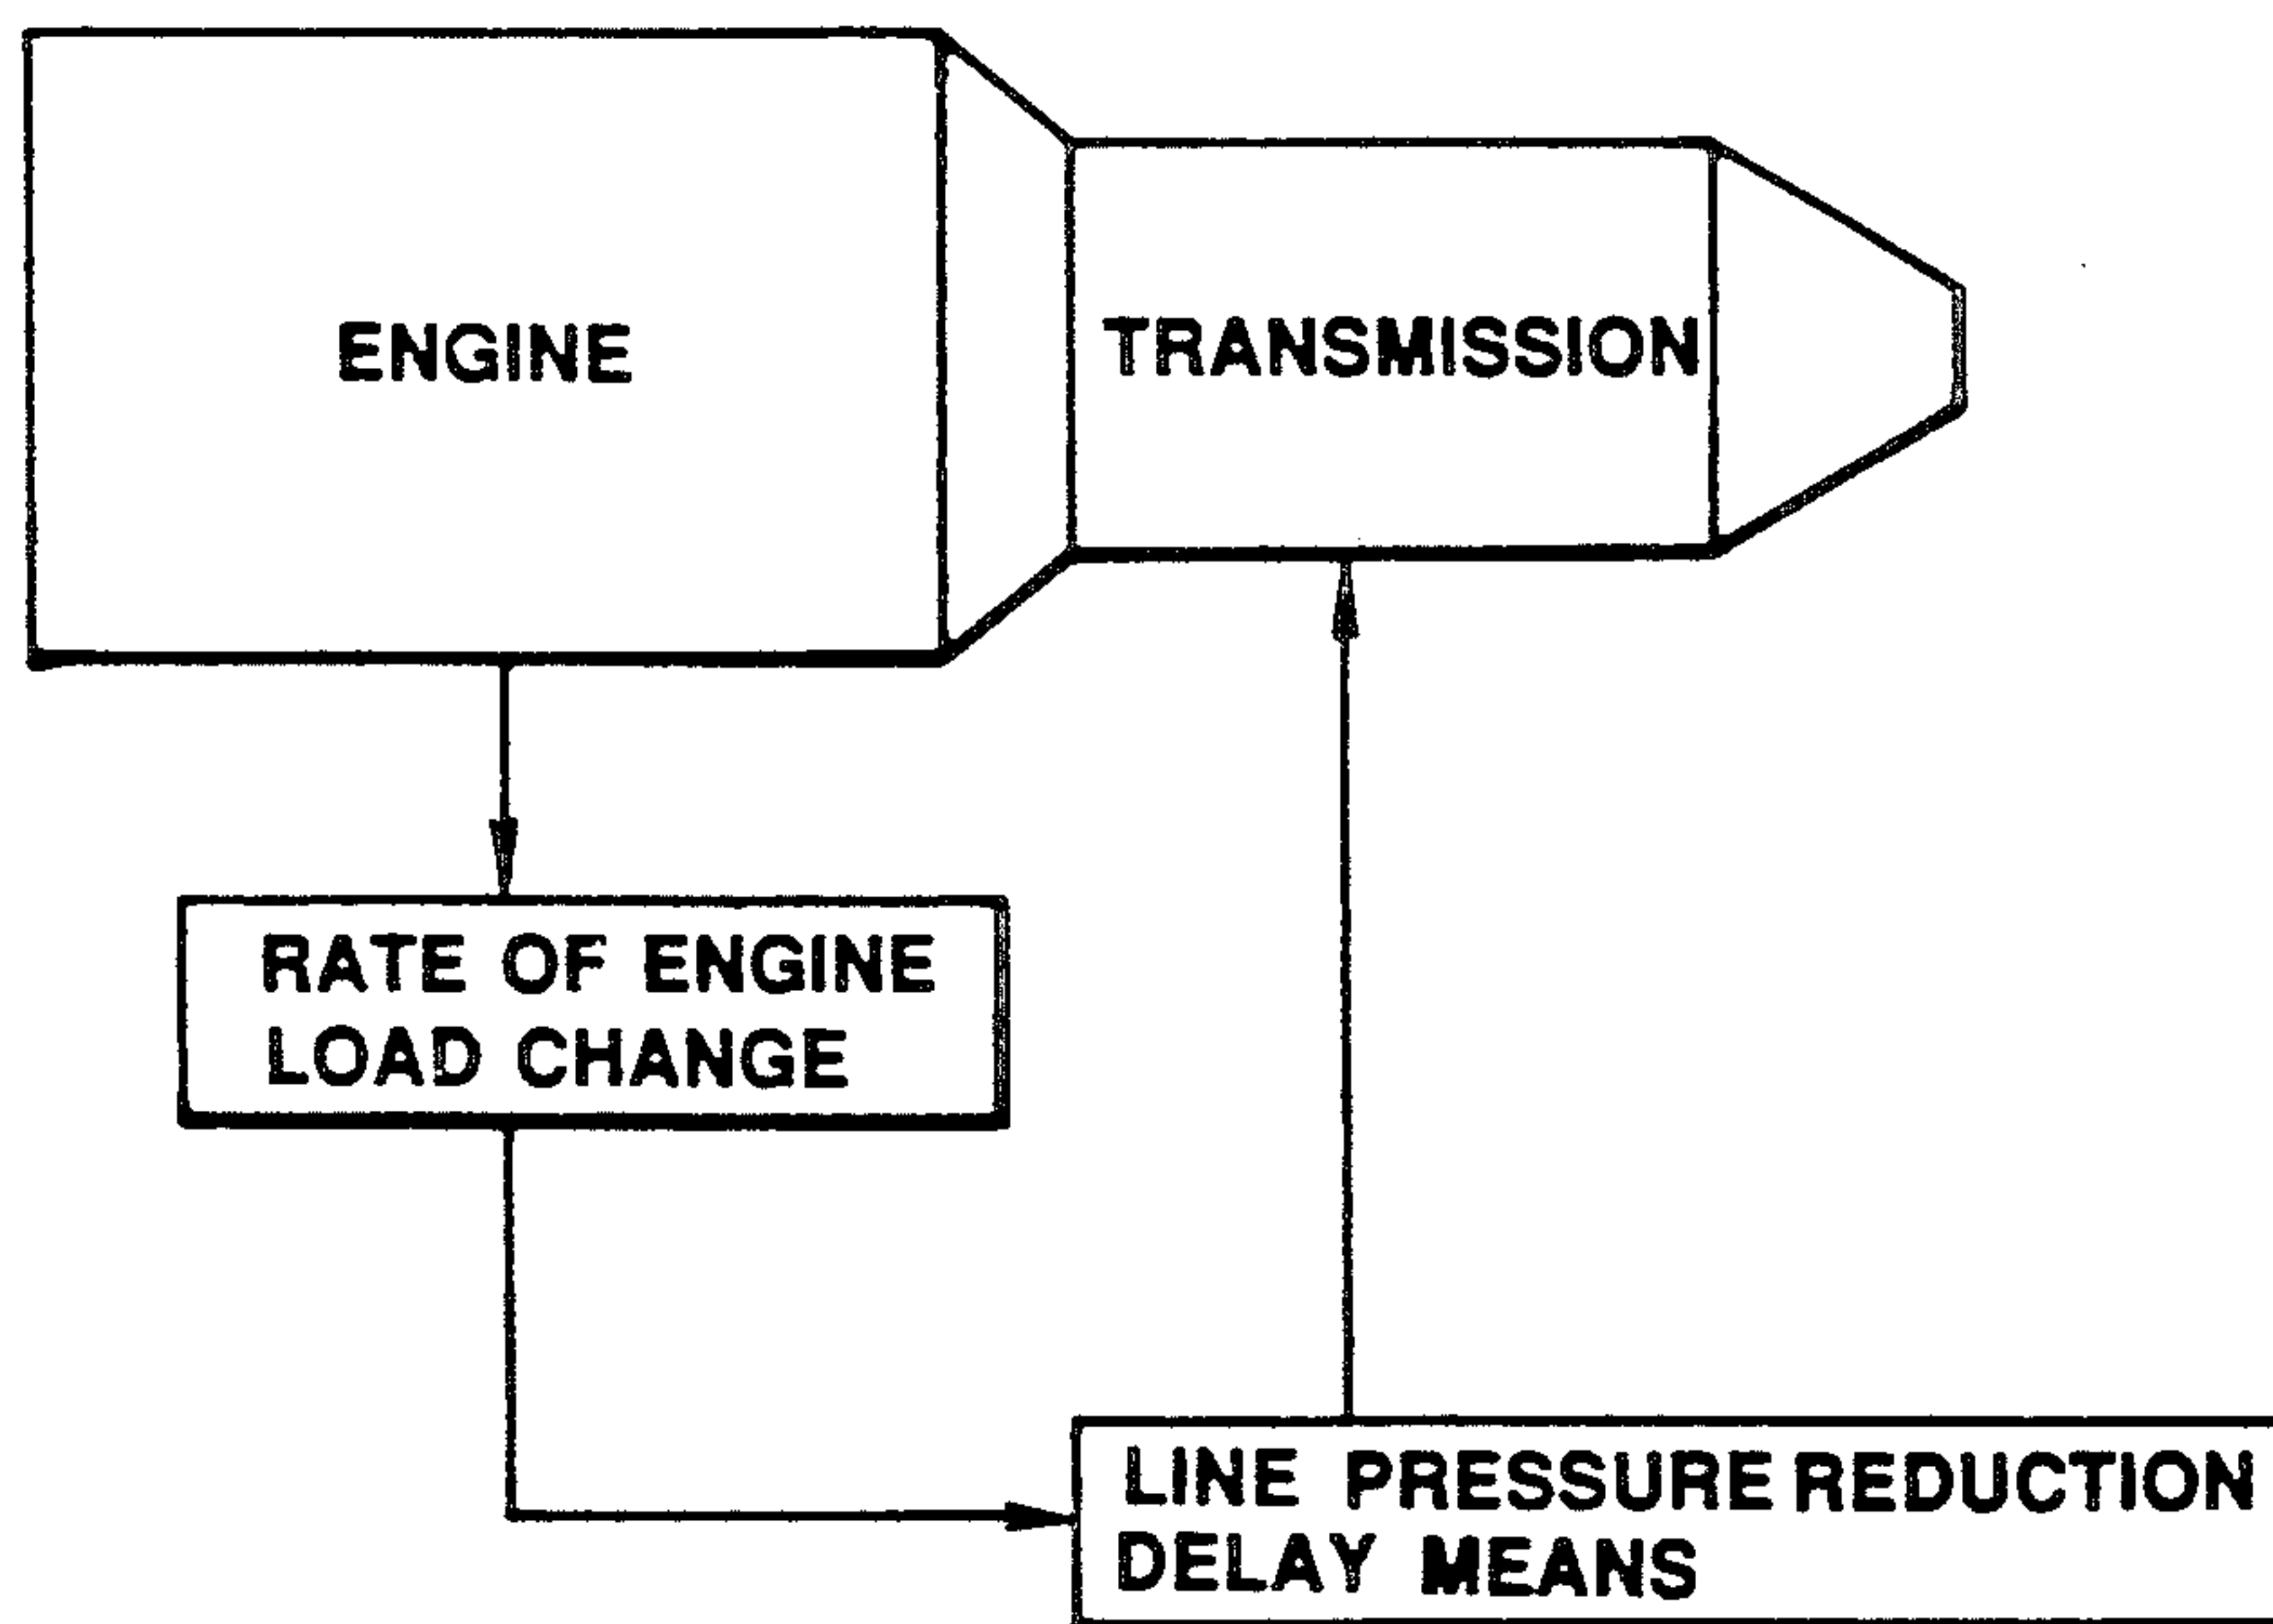 ENGINE
TRANSMISSION
RATE OF ENGINE
LOAD CHANGE
LINE PRESSURE REDUCTION
DELAY MEANS